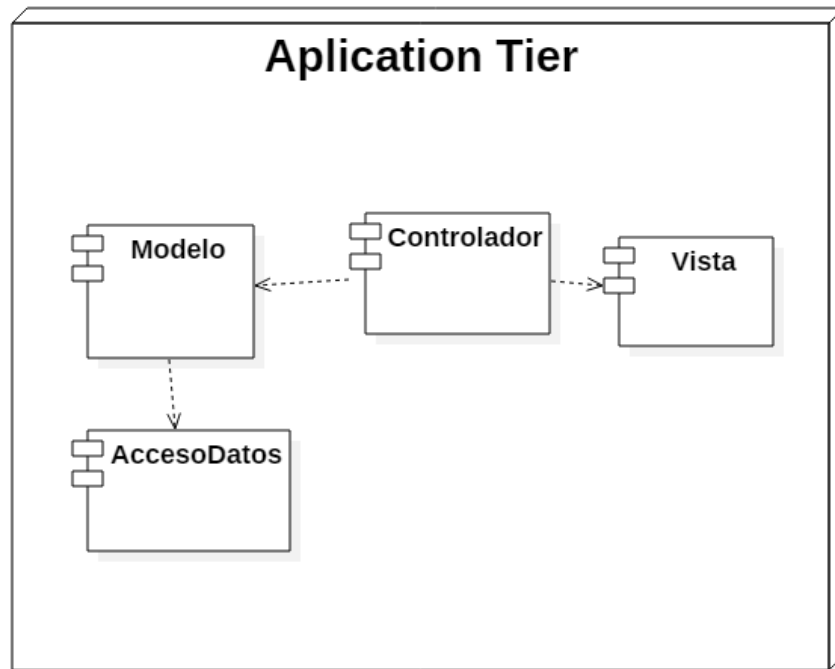 Aplication Tier
Modelo
Controlador
Vista
AccesoDatos